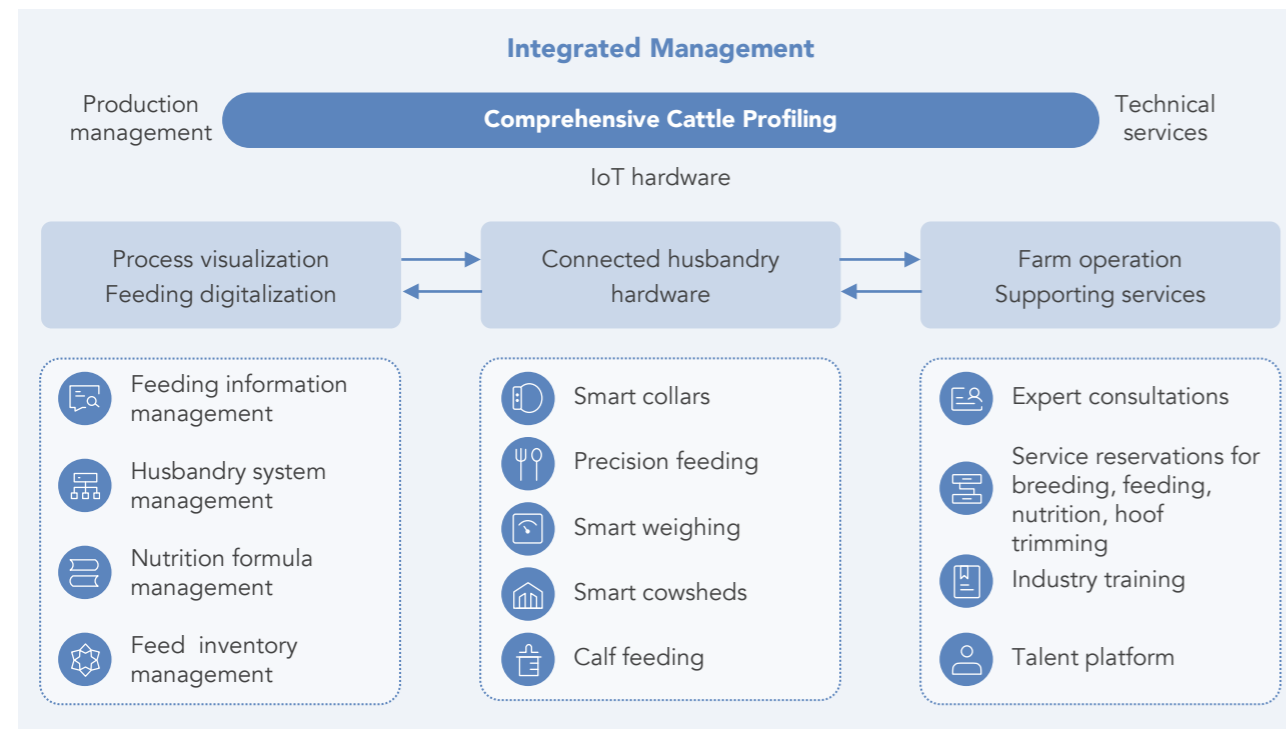 Integrated Management
Production
management
Comprehensive Cattle Profiling
Technical
services
IoT hardware
Process visualization
Feeding digitalization
Connected husbandry
hardware
Farm operation
Supporting services
Feeding information
management
Husbandry system
management
Nutrition formula
management
Feed inventory
management
Smart collars
Precision feeding
Smart weighing
Smart cowsheds
Calf feeding
Expert consultations
Service reservations for
breeding, feeding,
nutrition, hoof
trimming
Industry training
Talent platform